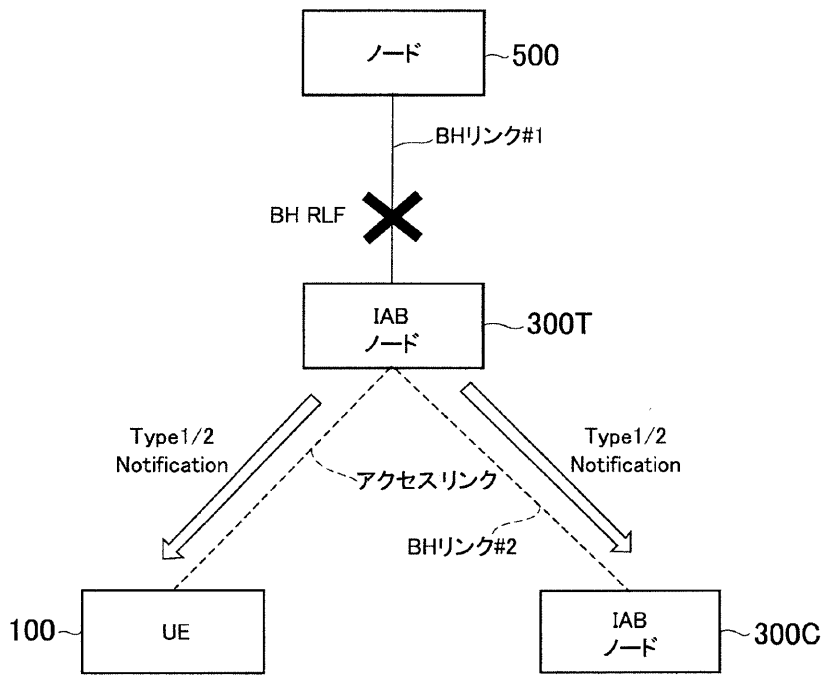 ノード
500
BHリンク#1
BH RLF
IAB
ノード
300T
Type1/2
Notification
Type1/2
Notification
アクセスリンク
BHリンク#2
100
UE
IAB
ノード
300C